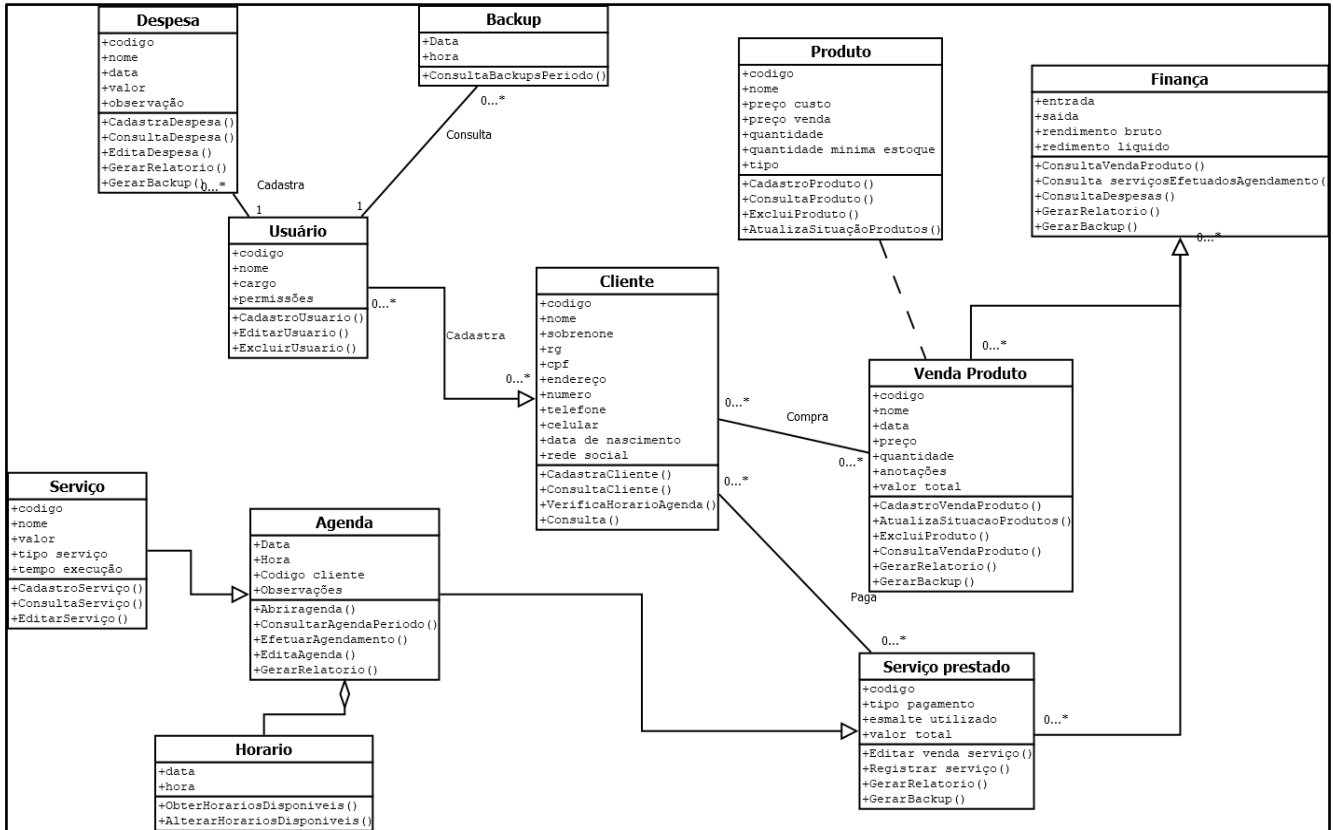 Despesa
+codigo
+nome
+data
+valor
+observação
+CadastraDespesa()
+ConsultaDespesa()
+EditaDespesa()
+GerarRelatorio()
+GerarBackup()
0...*
Cadastra
1
Backup
+Data
+hora
+ConsultaBackupsPeriodo()
0...*
Consulta
1
Produto
+codigo
+nome
+preço custo
+preço venda
+quantidade
+quantidade minima estoque
+tipo
+CadastroProduto()
+ConsultaProduto()
+ExcluiProduto()
+AtualizaSituaçãoProdutos()
Finança
+entrada
+saida
+rendimento bruto
+redimento liquido
+ConsultaVendaProduto()
+Consulta serviçosEfetuadosAgendamento(
+ConsultaDespesas()
+GerarRelatorio()
+GerarBackup()
0...*
Usuário
+codigo
+nome
+cargo
+permissões
+CadastroUsuario()
+EditarUsuario()
+ExcluirUsuario()
0...*
Cadastra
0...*
Cliente
+codigo
+nome
+sobrenone
+rg
+cpf
+endereço
+numero
+telefone
+celular
+data de nascimento
+rede social
+CadastraCliente()
+ConsultaCliente()
+VerificaHorarioAgenda()
+Consulta()
0...*
Compra
0...*
0...*
Paga
0...*
0...*
Venda Produto
+codigo
+nome
+data
+preço
+quantidade
+anotações
+valor total
+CadastroVendaProduto()
+AtualizaSituacaoProdutos()
+ExcluiProduto()
+ConsultaVendaProduto()
+GerarRelatorio()
+GerarBackup()
Serviço
+codigo
+nome
+valor
+tipo serviço
+tempo execução
+CadastroServiço()
+ConsultaServiço()
+EditarServiço()
Agenda
+Data
+Hora
+Codigo cliente
+Observações
+Abriragenda()
+ConsultarAgendaPeriodo()
+EfetuarAgendamento()
+EditaAgenda()
+GerarRelatorio()
Serviço prestado
+codigo
+tipo pagamento
+esmalte utilizado
+valor total
+Editar venda serviço()
+Registrar serviço()
+GerarRelatorio()
+GerarBackup()
0...*
Horario
+data
+hora
+ObterHorariosDisponiveis()
+AlterarHorariosDisponiveis()